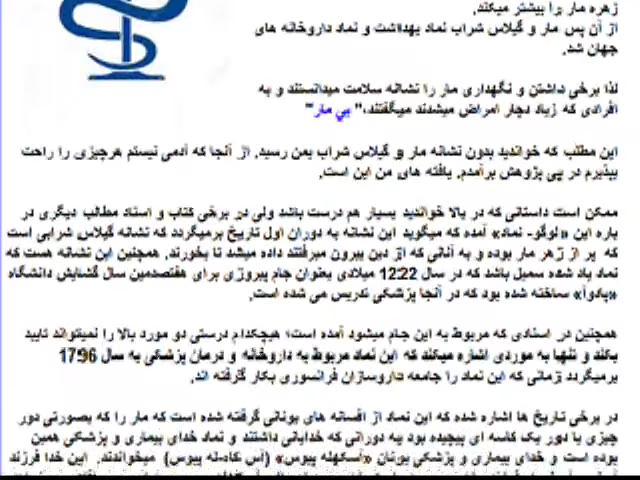 زهره مار را بیشتر میکند.
از آن پس مار و گیلاس شراب نماد بهداشت و نماد داروخانه های
جهان شد.
لذا برخی داشتن و نگهداری مار را نشانه سلامت میدانستند و به
افرادی که زیاد دچار امراض میشدند میگفتند،" بی مار"
این مطلب که خواندید بدون نشانه مار و گیلاس شراب بمن رسید. از آنجا که آدمی نیستم هرچیزی را راحت
بپذیرم در پی پژوهش برآمدم. یافته های من این است.
ممکن است داستانی که در بالا خواندید بسیار هم درست باشد ولی در برخی کتاب و اسناد مطالب دیگری در
باره این «لوگو- نماد» آمده که میگوید این نشانه به دوران اول تاریخ برمیگردد که نشانه گیلاس شرابی است
که پر از زهر مار بوده و به آنانی که از دین بیرون میرفتند داده میشد تا بخورند. همچنین این نشانه هست که
نماد یاد شده سمبل باشد که در سال 1222 میلادی بعنوان جام پیروزی برای هفتصدمین سال گشایش دانشگاه
«پادوآ» ساخته شده بود که در آنجا پزشکی تدریس می شده است.
همچنین در اسنادی که مربوط به این جام میشود آمده است؛ هیچکدام درستی دو مورد بالا را نمیتواند تایید
بکند و تنها به موردی اشاره میکند که این نماد مربوط به داروخانه و درمان پزشکی به سال 1796
برمیگردد زمانی که این نماد را جامعه داروسازان فرانسوی بکار گرفته اند.
در برخی تاریخ ها اشاره شده که این نماد از افسانه های یونانی گرفته شده است که مار را که بصورتی دور
چیزی یا دور یک کاسه ای پیچیده بود به دورانی که خدایانی داشتند و نماد خدای بیماری و پزشکی همین
بوده است و خدای بیماری و پزشکی یونان «آسکهله پیوس» (آس کاه-له پیوس) میخواندند. این خدا فرزند